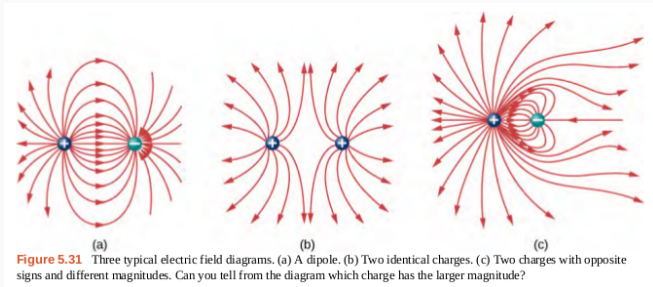 (a)
(b)
(c)
Figure 5.31 Three typical electric field diagrams. (a) A dipole. (b) Two identical charges. (c) Two charges with opposite
signs and different magnitudes. Can you tell from the diagram which charge has the larger magnitude?